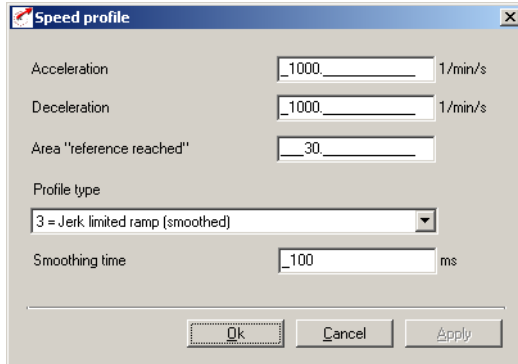 Speed profile
Acceleration _1000.____________ 1/min/s
Deceleration _1000.____________ 1/min/s
Area "reference reached" ___30.____________
Profile type
3 = Jerk limited ramp (smoothed)
Smoothing time _100 ms
Ok Cancel Apply